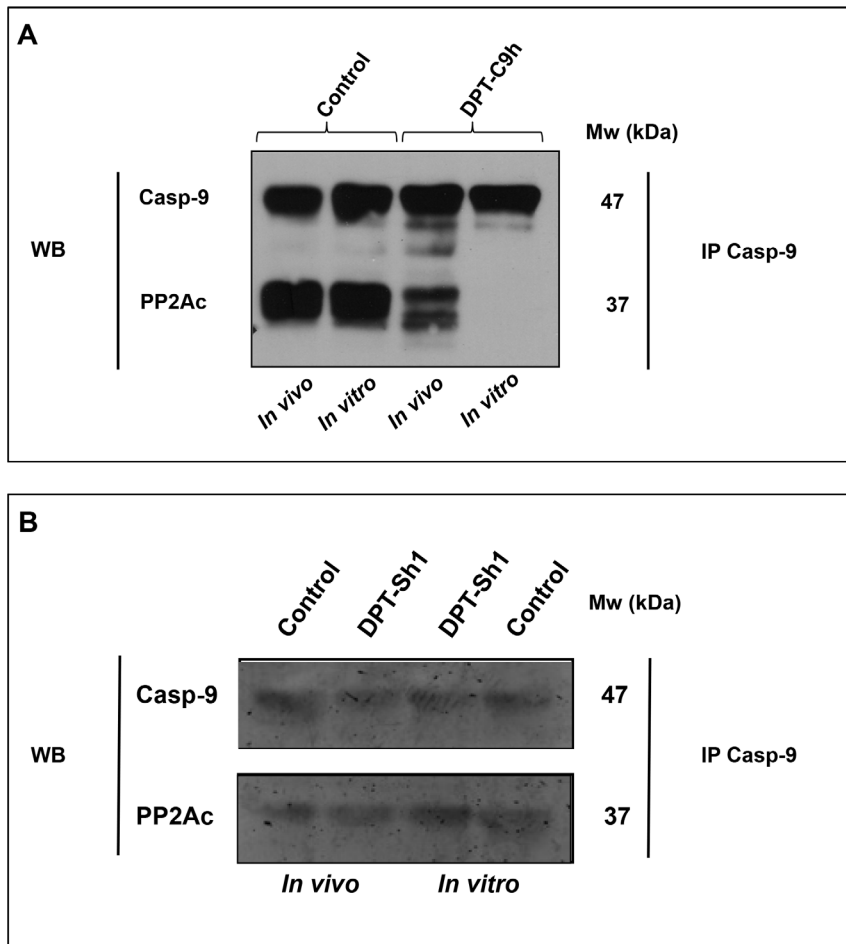 A
Control
DPT-C9h
Mw (kDa)
WB
Casp-9
47
PP2Ac
37
IP Casp-9
In vivo
In vitro
In vivo
In vitro
B
Control
DPT-Sh1
DPT-Sh1
Control
Mw (kDa)
WB
Casp-9
47
PP2Ac
37
IP Casp-9
In vivo
In vitro